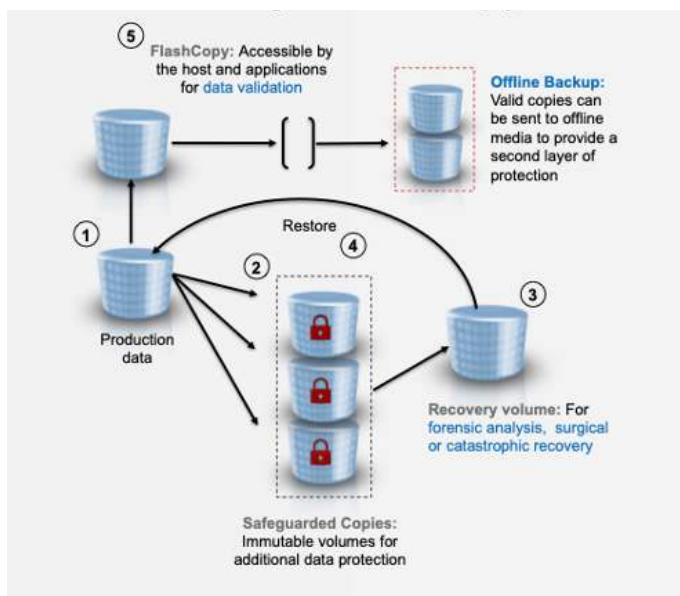 5
FlashCopy: Accessible by
the host and applications
for data validation
Offline Backup:
Valid copies can
be sent to offline
media to provide a
second layer of
protection
1
Restore
4
2
3
Production
data
Recovery volume: For
forensic analysis, surgical
or catastrophic recovery
Safeguarded Copies:
Immutable volumes for
additional data protection